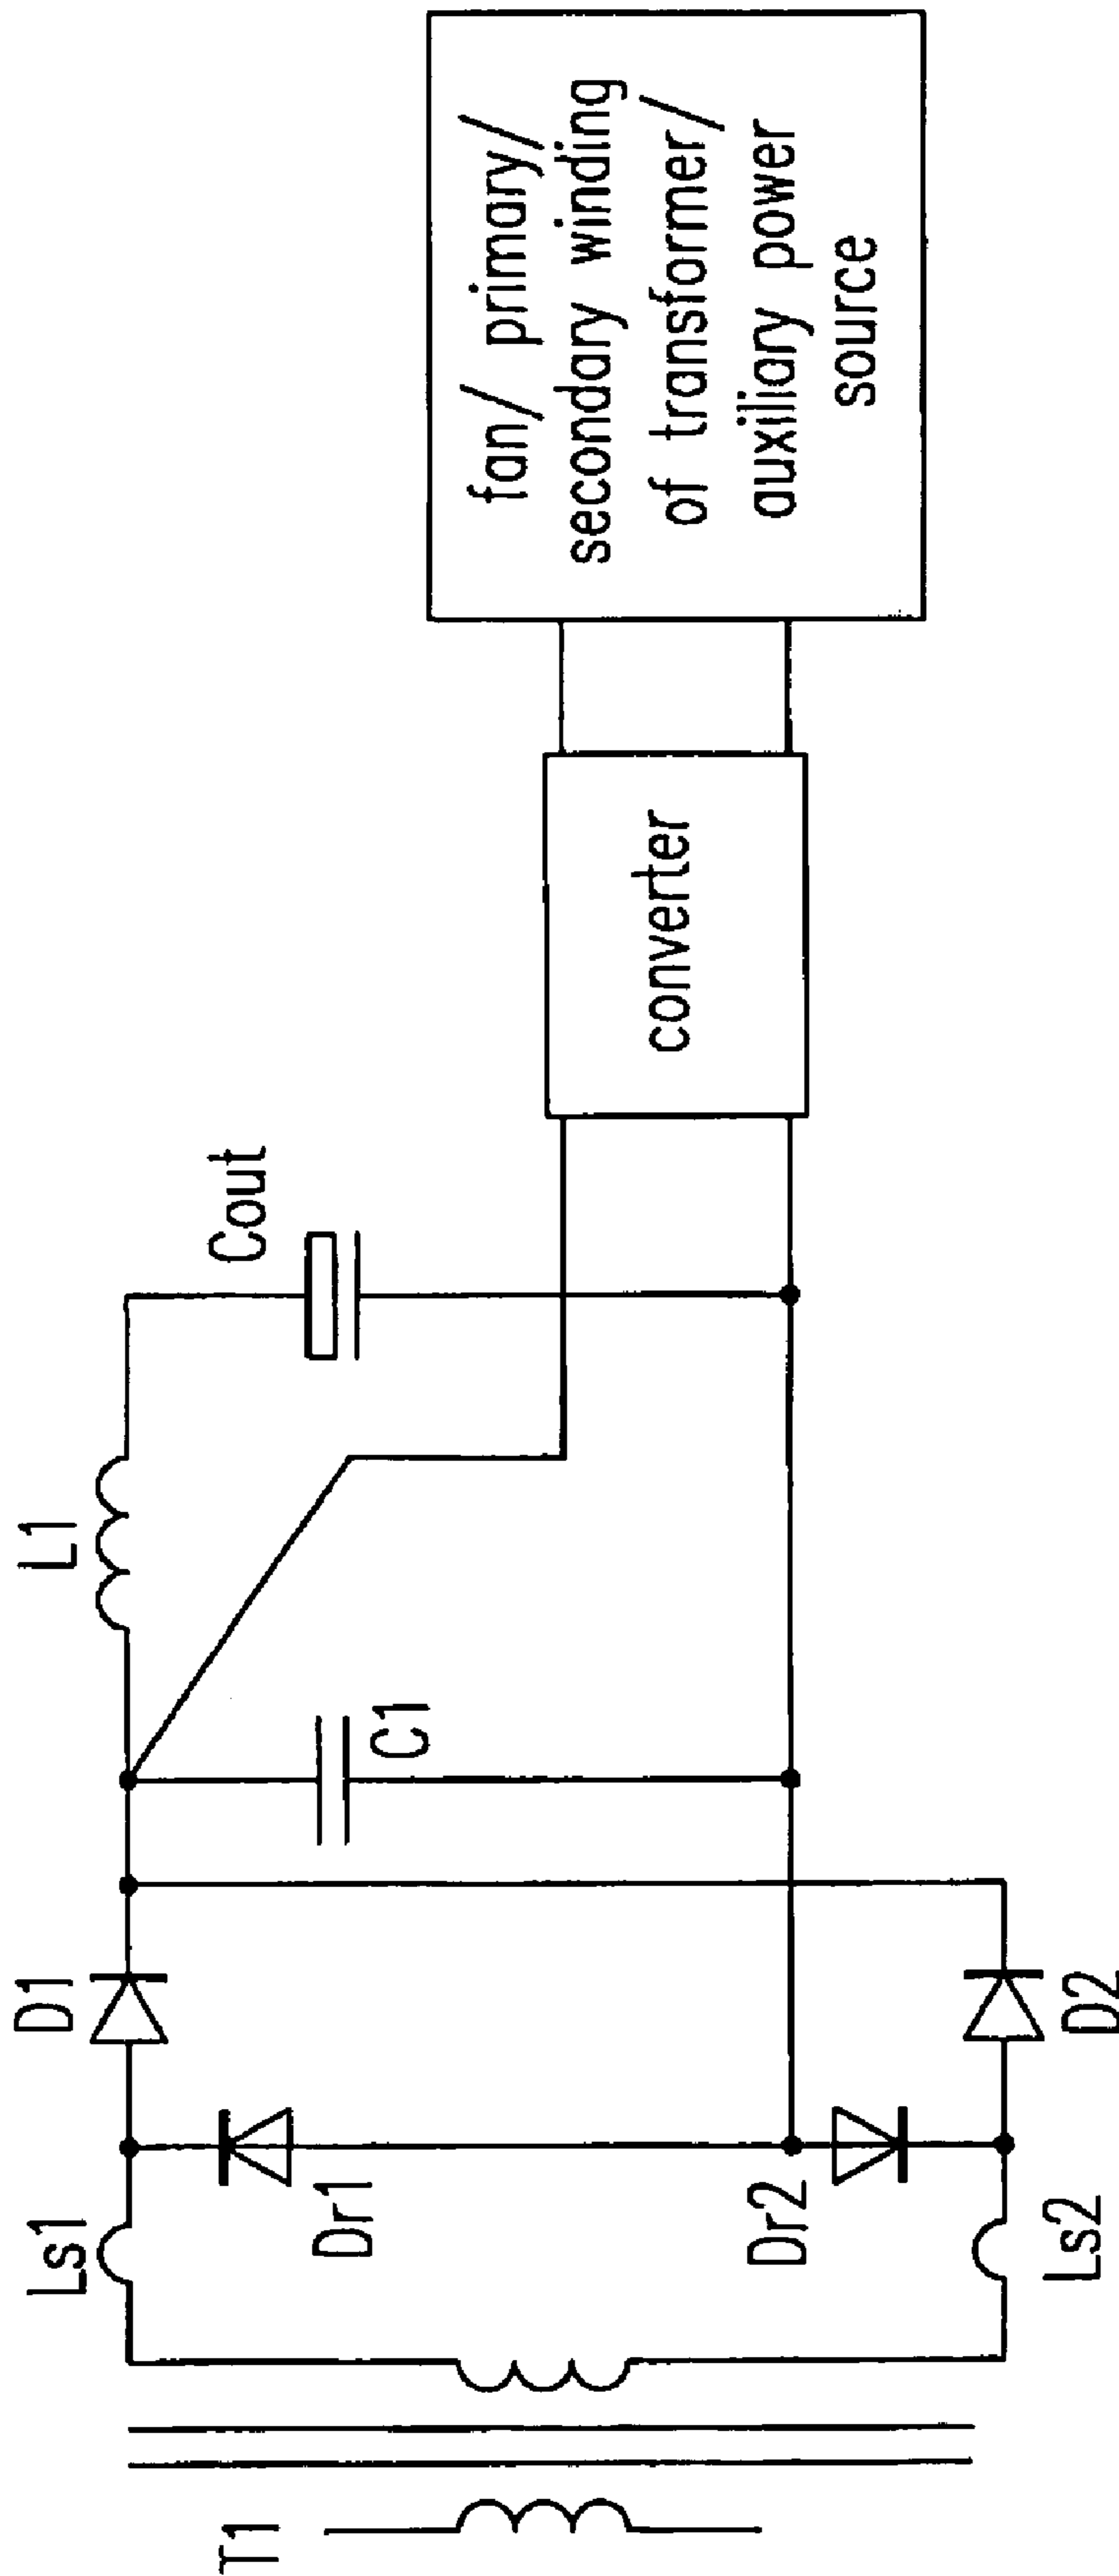 T1
Ls1
Dr1
Dr2
Ls2
D1
D2
C1
L1
Cout
converter
fan/ primary/
secondary winding
of transformer/
auxiliary power
source